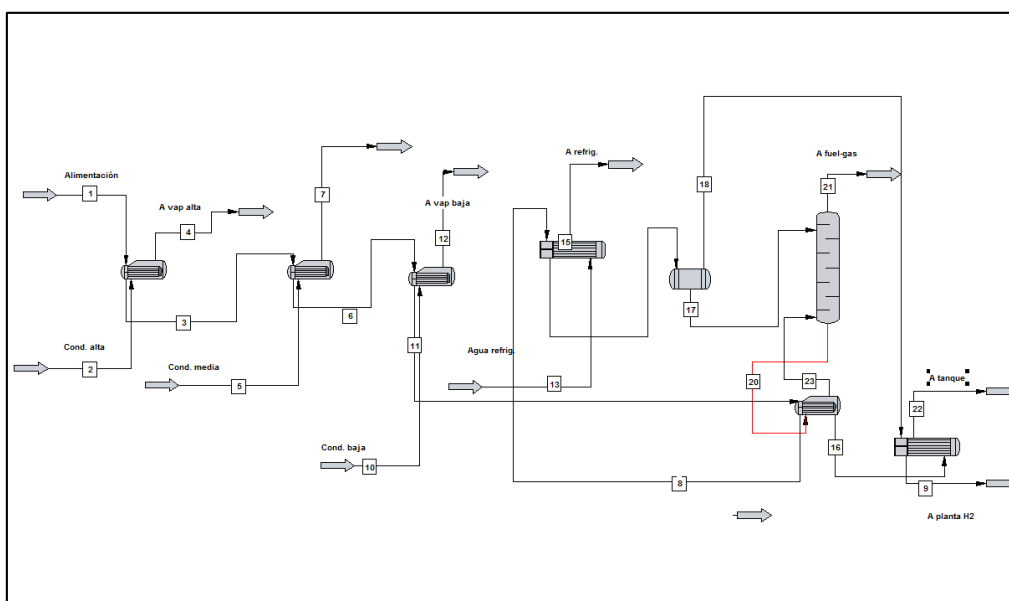 18
A fuel-gas
A refrig.
7
21
Alimentación
1
A vap alta
A vap baja
4
12
15
17
3
6
11
Agua refrig.
20
23
A tanque
Cond. alta
2
Cond. media
5
13
22
16
Cond. baja
10
8
9
A planta H2